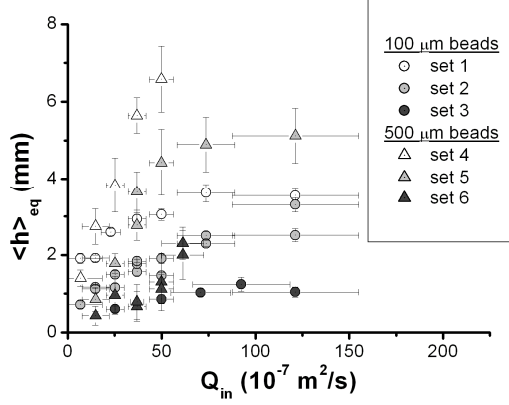 8
6
4
2
0
<h>eq (mm)
0 50 100 150 200
Qin (10-7 m2/s)
100 μm beads
set 1
set 2
set 3
500 μm beads
set 4
set 5
set 6